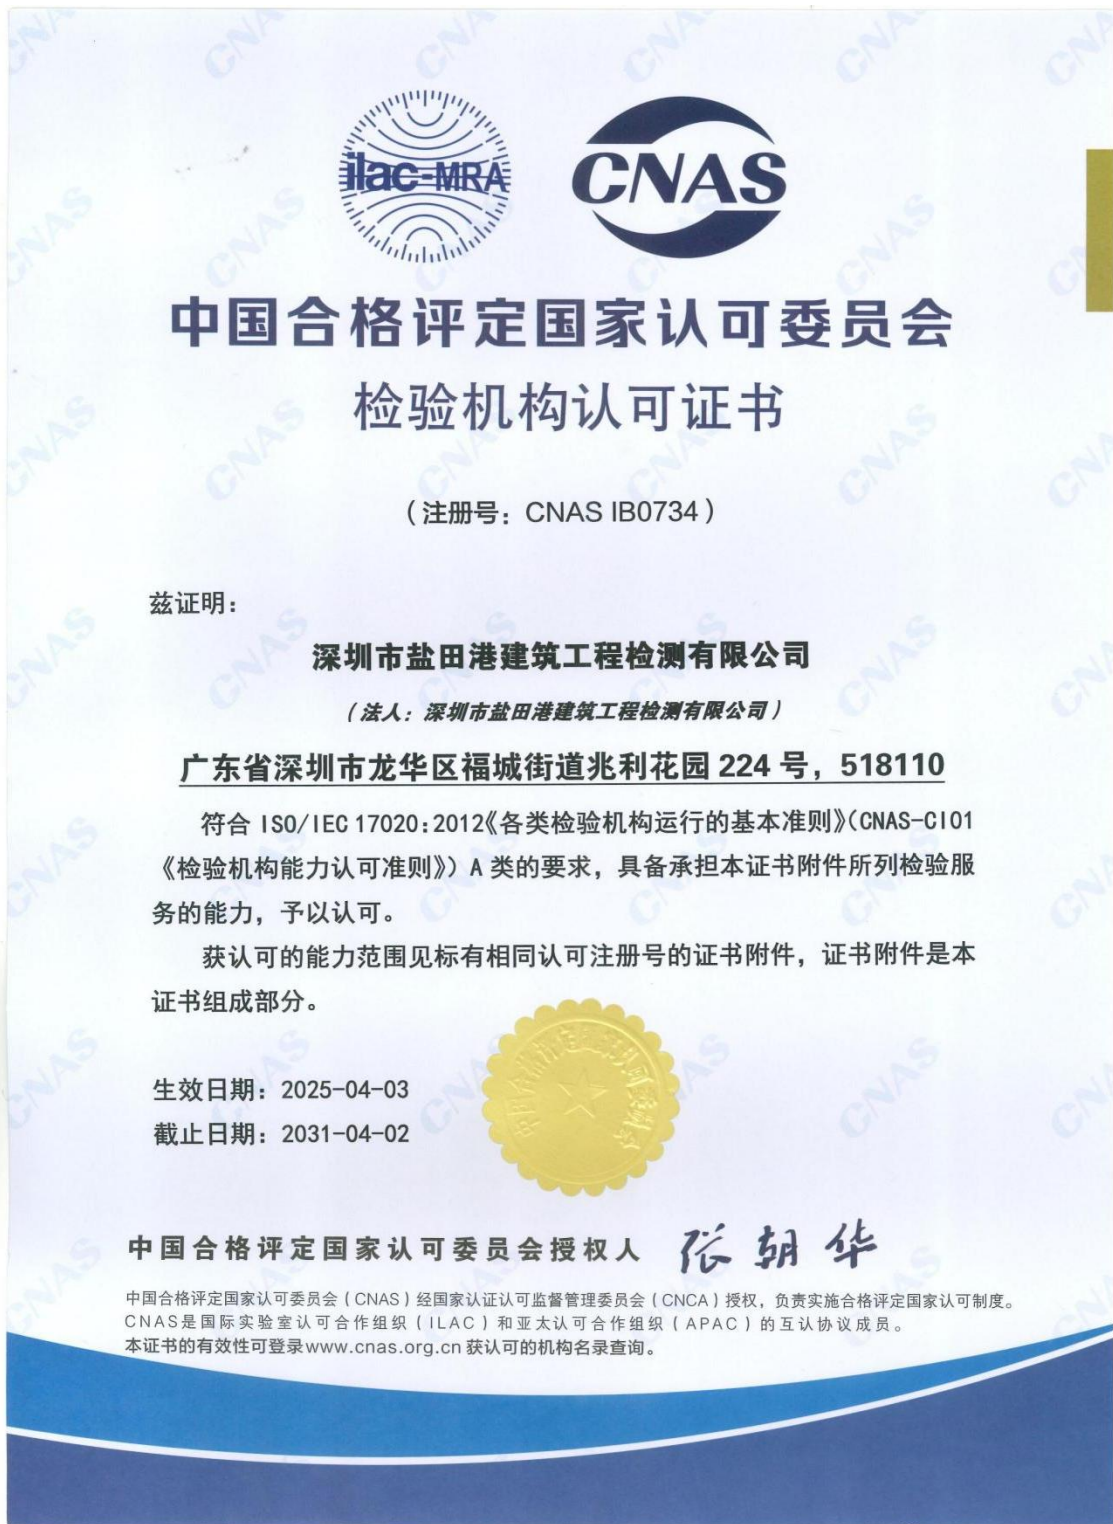 ilac-MRA
CNAS
中国合格评定国家认可委员会
检验机构认可证书
（注册号：CNAS IB0734）
兹证明：
深圳市盐田港建筑工程检测有限公司
（法人：深圳市盐田港建筑工程检测有限公司）
广东省深圳市龙华区福城街道兆利花园 224 号，518110
符合 ISO/IEC 17020:2012《各类检验机构运行的基本准则》（CNAS-CI01
《检验机构能力认可准则》）A 类的要求，具备承担本证书附件所列检验服
务的能力，予以认可。
获认可的能力范围见标有相同认可注册号的证书附件，证书附件是本
证书组成部分。
生效日期：2025-04-03
截止日期：2031-04-02
中国合格评定国家认可委员会
中国合格评定国家认可委员会授权人 张朝华
中国合格评定国家认可委员会（CNAS）经国家认证认可监督管理委员会（CNCA）授权，负责实施合格评定国家认可制度。
CNAS是国际实验室认可合作组织（ILAC）和亚太认可合作组织（APAC）的互认协议成员。
本证书的有效性可登录www.cnas.org.cn 获认可的机构名录查询。